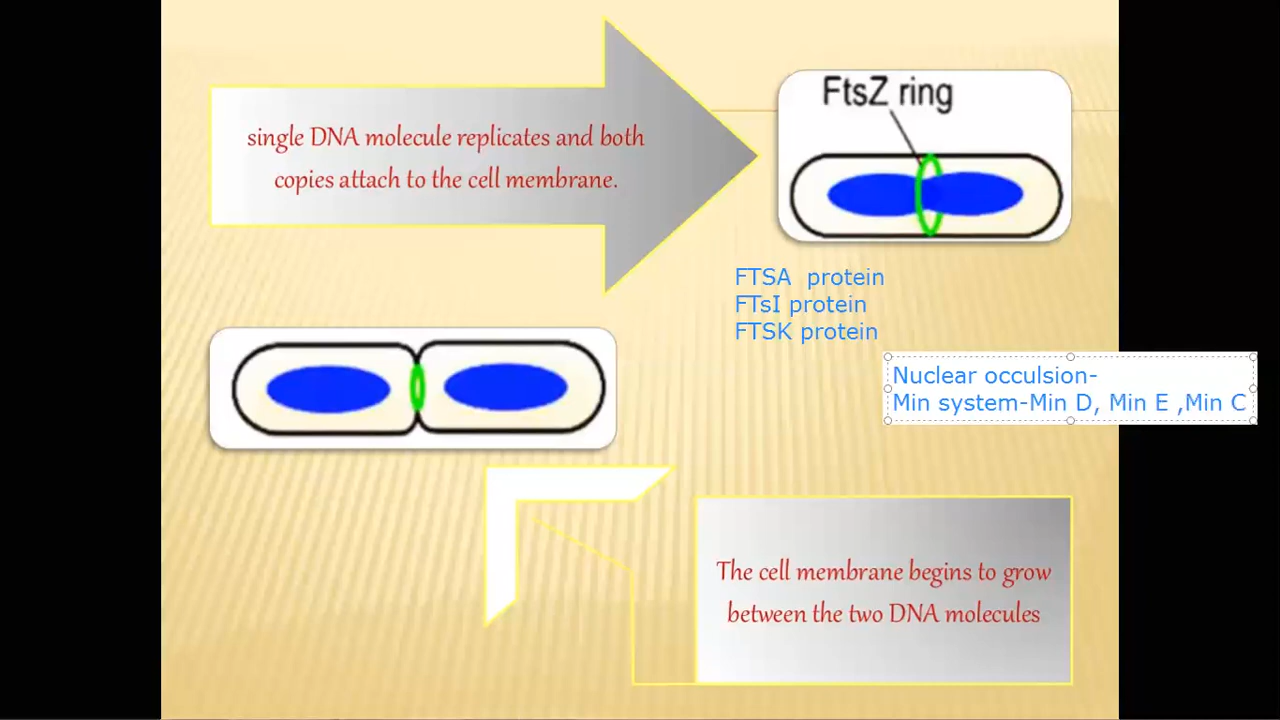 single DNA molecule replicates and both
copies attach to the cell membrane.
FtsZ ring
FTSA  protein
FTsI protein
FTSK protein
Nuclear occulsion-
Min system-Min D, Min E ,Min C
The cell membrane begins to grow
between the two DNA molecules